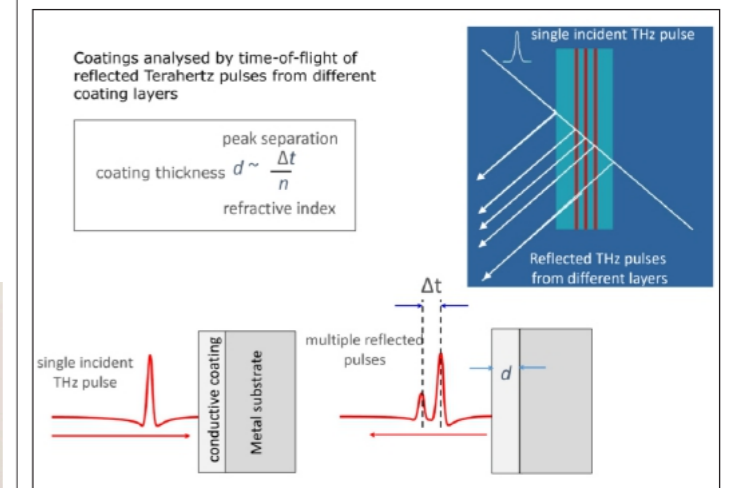 Coatings analysed by time-of-flight of
reflected Terahertz pulses from different
coating layers
peak separation
coating thickness d ~ Δt
n
refractive index
single incident THz pulse
Reflected THz pulses
from different layers
single incident
THz pulse
conductive coating
Metal substrate
multiple reflected
pulses
Δt
d